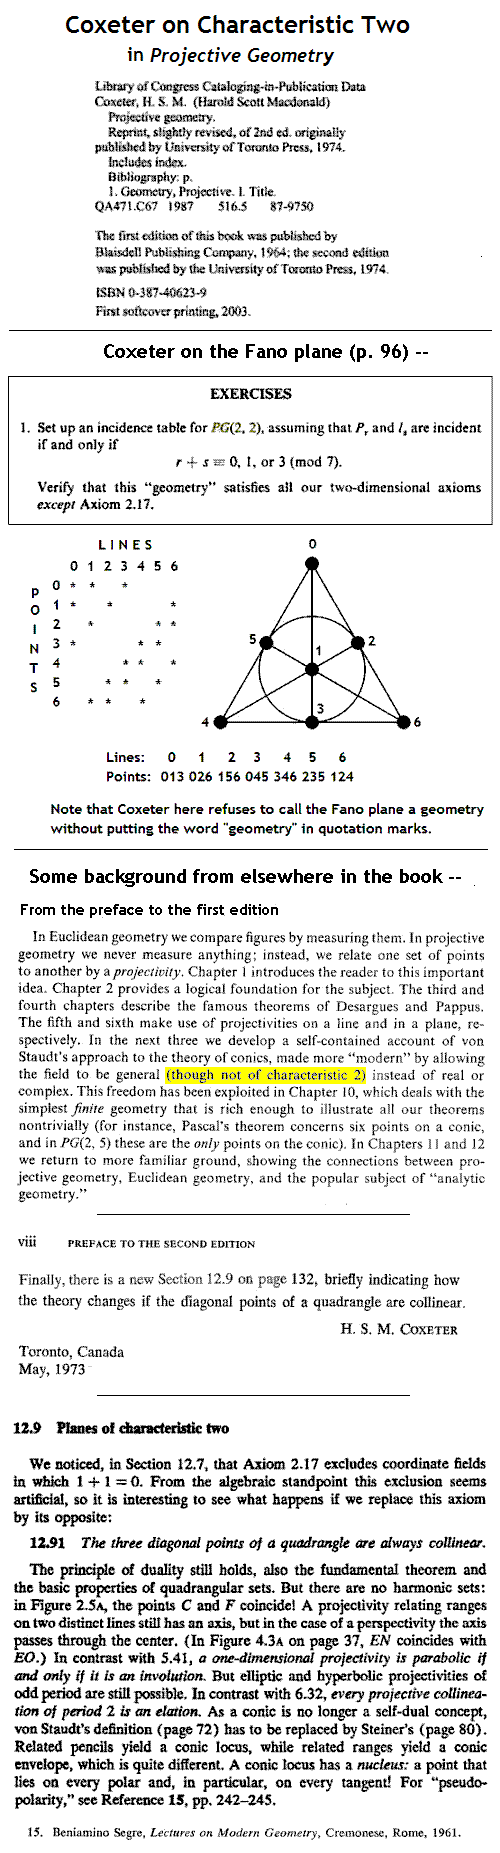 Coxeter on Characteristic Two
in Projective Geometry
Library of Congress Cataloging-in-Publication Data
Coxeter, H. S. M. (Harold Scott Macdonald)
Projective geometry.
Reprint, slightly revised, of 2nd ed. originally
published by University of Toronto Press, 1974.
Includes index.
Bibliography: p.
1. Geometry, Projective. I. Title.
QA471.C67 1987 516.5 87-9750
The first edition of this book was published by
Blaisdell Publishing Company, 1964; the second edition
was published by the University of Toronto Press, 1974.
ISBN 0-387-40623-9
First softcover printing, 2003.
Coxeter on the Fano plane (p. 96) --
EXERCISES
1. Set up an incidence table for PG(2, 2), assuming that Pr and ls are incident
if and only if
r + s ≡ 0, 1, or 3 (mod 7).
Verify that this “geometry” satisfies all our two-dimensional axioms
except Axiom 2.17.
LINES
0 1 2 3 4 5 6
POINTS
0 * * *
1 * * *
2 * * *
3 * * *
4 * * *
5 * * *
6 * * *
0
5
2
1
3
4
6
Lines: 0 1 2 3 4 5 6
Points: 013 026 156 045 346 235 124
Note that Coxeter here refuses to call the Fano plane a geometry
without putting the word "geometry" in quotation marks.
Some background from elsewhere in the book --
From the preface to the first edition
In Euclidean geometry we compare figures by measuring them. In projective
geometry we never measure anything; instead, we relate one set of points
to another by a projectivity. Chapter 1 introduces the reader to this important
idea. Chapter 2 provides a logical foundation for the subject. The third and
fourth chapters describe the famous theorems of Desargues and Pappus.
The fifth and sixth make use of projectivities on a line and in a plane, re-
spectively. In the next three we develop a self-contained account of von
Staudt's approach to the theory of conics, made more “modern” by allowing
the field to be general (though not of characteristic 2) instead of real or
complex. This freedom has been exploited in Chapter 10, which deals with the
simplest finite geometry that is rich enough to illustrate all our theorems
nontrivially (for instance, Pascal's theorem concerns six points on a conic,
and in PG(2, 5) these are the only points on the conic). In Chapters 11 and 12
we return to more familiar ground, showing the connections between pro-
jective geometry, Euclidean geometry, and the popular subject of “analytic
geometry.”
viii PREFACE TO THE SECOND EDITION
Finally, there is a new Section 12.9 on page 132, briefly indicating how
the theory changes if the diagonal points of a quadrangle are collinear.
H. S. M. COXETER
Toronto, Canada
May, 1973
12.9 Planes of characteristic two
We noticed, in Section 12.7, that Axiom 2.17 excludes coordinate fields
in which 1 + 1 = 0. From the algebraic standpoint this exclusion seems
artificial, so it is interesting to see what happens if we replace this axiom
by its opposite:
12.91 The three diagonal points of a quadrangle are always collinear.
The principle of duality still holds, also the fundamental theorem and
the basic properties of quadrangular sets. But there are no harmonic sets:
in Figure 2.5A, the points C and F coincide! A projectivity relating ranges
on two distinct lines still has an axis, but in the case of a perspectivity the axis
passes through the center. (In Figure 4.3A on page 37, EN coincides with
EO.) In contrast with 5.41, a one-dimensional projectivity is parabolic if
and only if it is an involution. But elliptic and hyperbolic projectivities of
odd period are still possible. In contrast with 6.32, every projective collinea-
tion of period 2 is an elation. As a conic is no longer a self-dual concept,
von Staudt's definition (page 72) has to be replaced by Steiner's (page 80).
Related pencils yield a conic locus, while related ranges yield a conic
envelope, which is quite different. A conic locus has a nucleus: a point that
lies on every polar and, in particular, on every tangent! For “pseudo-
polarity,” see Reference 15, pp. 242–245.
15. Beniamino Segre, Lectures on Modern Geometry, Cremonese, Rome, 1961.